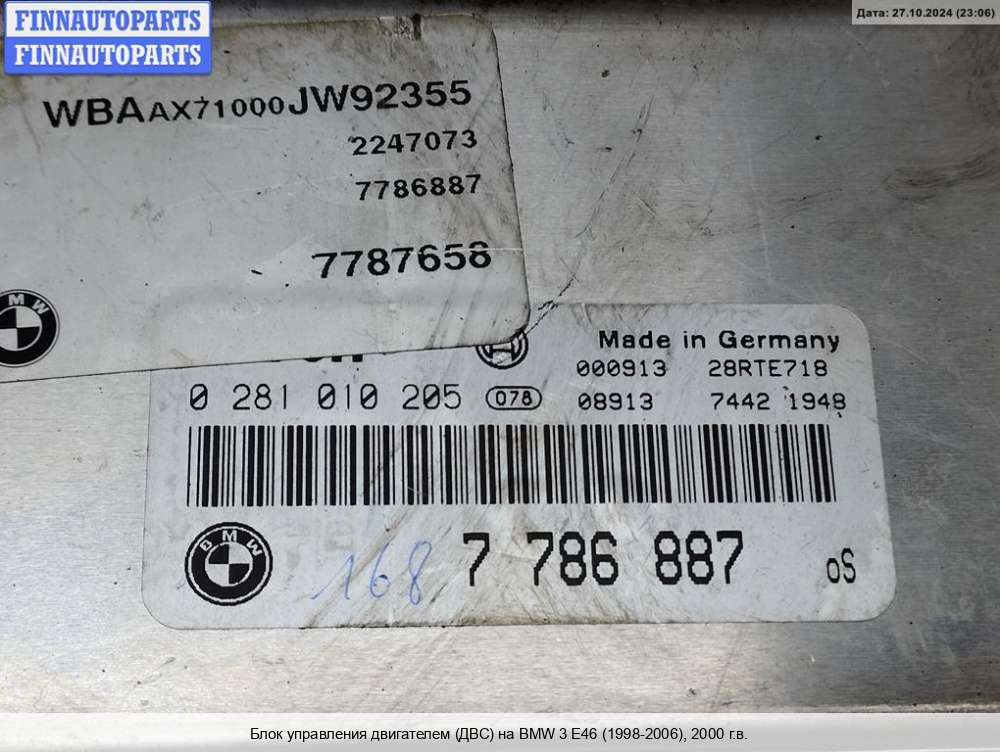 FINNAUTOPARTS
FINNAUTOPARTS
Дата: 27.10.2024 (23:06)
WBAAX71000JW92355
2247073
7786887
7787658
BMW
Made in Germany
000913 28RTE718
0 281 010 205 078 08913 7442 1948
BMW
168 7 786 887 oS
Блок управления двигателем (ДВС) на BMW 3 E46 (1998-2006), 2000 г.в.